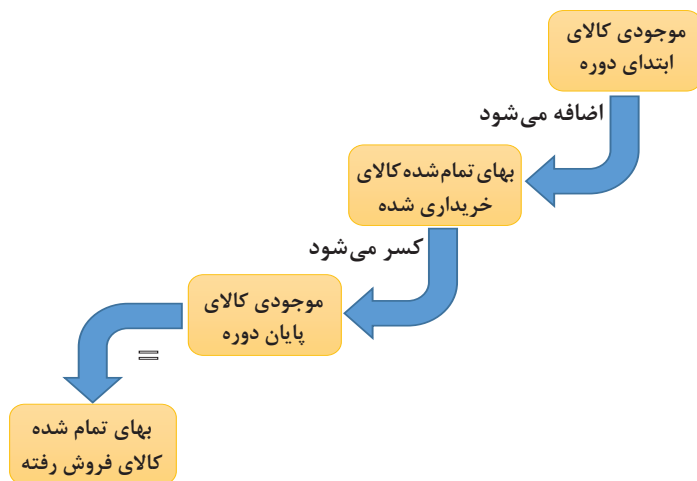 موجودی کالای
ابتدای دوره
اضافه می‌شود
بهای تمام‌شده کالای
خریداری شده
کسر می‌شود
موجودی کالای
پایان دوره
=
بهای تمام شده
کالای فروش رفته